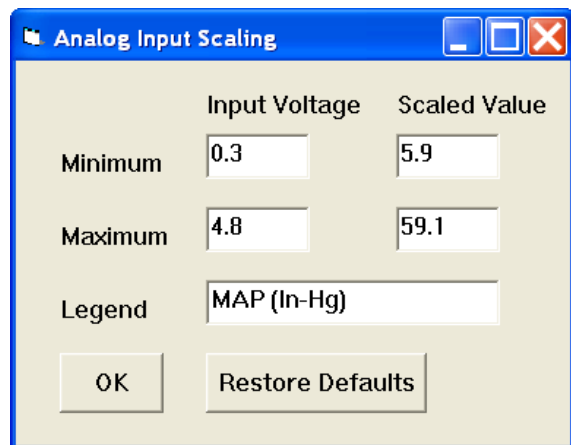 Analog Input Scaling
Input Voltage Scaled Value
Minimum 0.3 5.9
Maximum 4.8 59.1
Legend MAP (In-Hg)
OK Restore Defaults